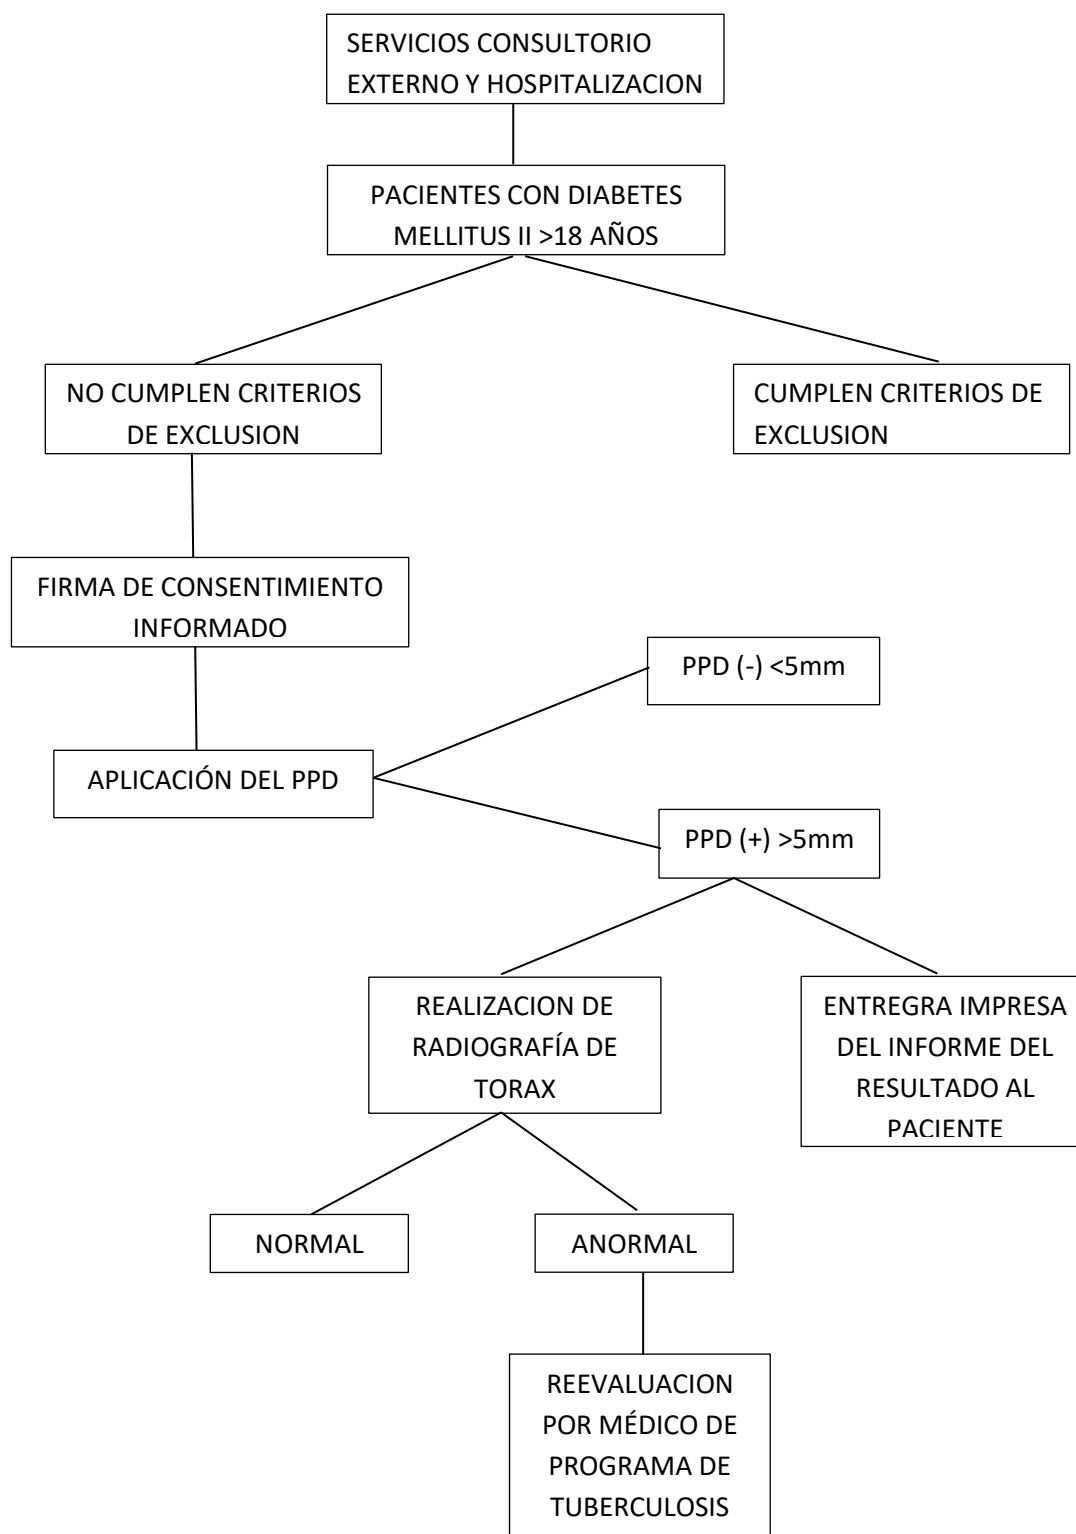 SERVICIOS CONSULTORIO
EXTERNO Y HOSPITALIZACION
PACIENTES CON DIABETES
MELLITUS II >18 AÑOS
NO CUMPLEN CRITERIOS
DE EXCLUSION
CUMPLEN CRITERIOS DE
EXCLUSION
FIRMA DE CONSENTIMIENTO
INFORMADO
PPD (-) <5mm
APLICACIÓN DEL PPD
PPD (+) >5mm
REALIZACION DE
RADIOGRAFÍA DE
TORAX
ENTREGRA IMPRESA
DEL INFORME DEL
RESULTADO AL
PACIENTE
NORMAL
ANORMAL
REEVALUACION
POR MÉDICO DE
PROGRAMA DE
TUBERCULOSIS